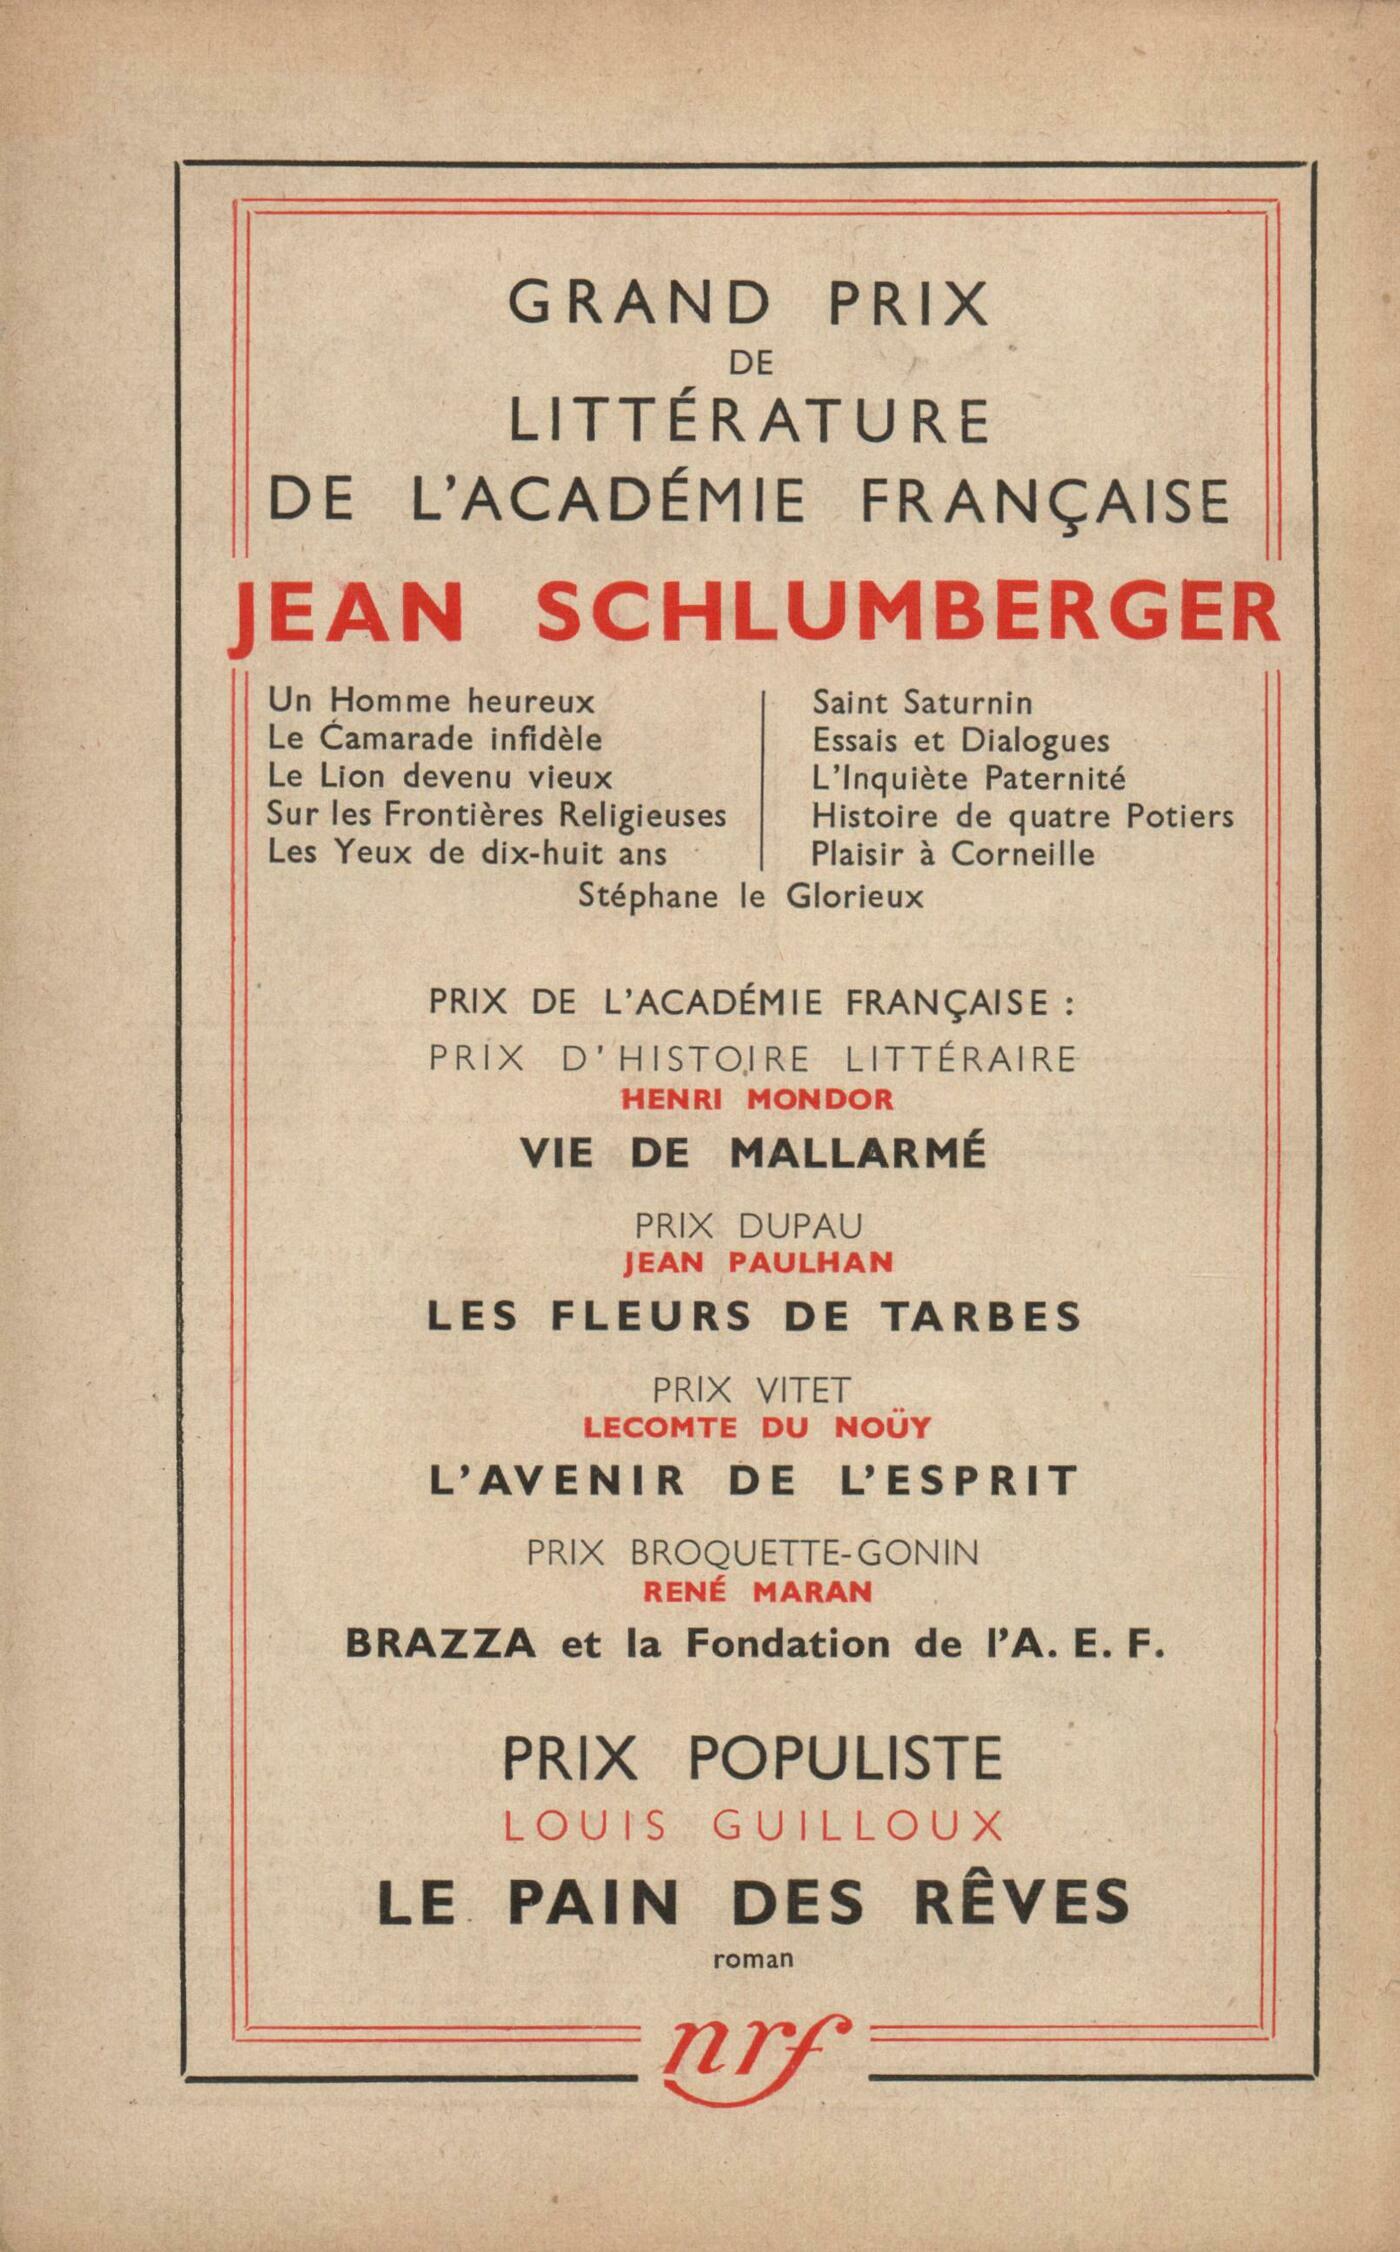 GRAND PRIX
DE
LITTÉRATURE
DE L'ACADÉMIE FRANÇAISE
JEAN SCHLUMBERGER
Un Homme heureux
Le Camarade infidèle
Le Lion devenu vieux
Sur les Frontières Religieuses
Les Yeux de dix-huit ans
Saint Saturnin
Essais et Dialogues
L'Inquiète Paternité
Histoire de quatre Potiers
Plaisir à Corneille
Stéphane le Glorieux
PRIX DE L'ACADÉMIE FRANÇAISE :
PRIX D'HISTOIRE LITTÉRAIRE
HENRI MONDOR
VIE DE MALLARMÉ
PRIX DUPAU
JEAN PAULHAN
LES FLEURS DE TARBES
PRIX VITET
LECOMTE DU NOÜY
L'AVENIR DE L'ESPRIT
PRIX BROQUETTE-GONIN
RENÉ MARAN
BRAZZA et la Fondation de l'A. E. F.
PRIX POPULISTE
LOUIS GUILLOUX
LE PAIN DES RÊVES
roman
nrf